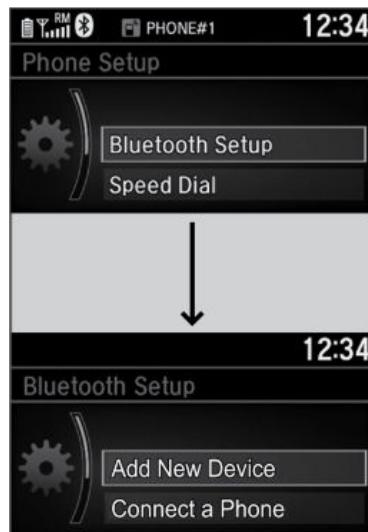 RM PHONE#1 12:34
Phone Setup
Bluetooth Setup
Speed Dial
12:34
Bluetooth Setup
Add New Device
Connect a Phone